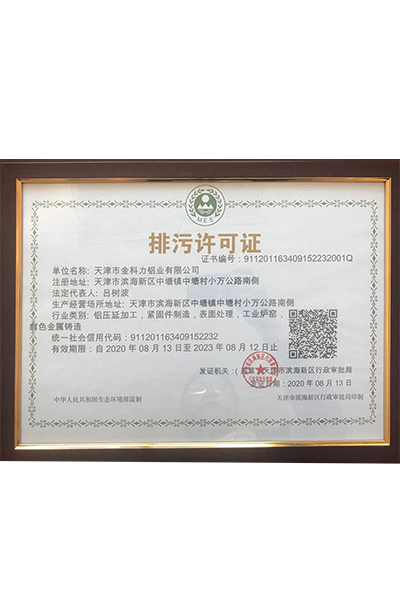 MEE
排污许可证
证书编号：911201163409152232001Q
单位名称：天津市金科力铝业有限公司
注册地址：天津市滨海新区中塘镇中塘村小万公路南侧
法定代表人：吕树波
生产经营场所地址：天津市滨海新区中塘镇中塘村小万公路南侧
行业类别：铝压延加工，紧固件制造，表面处理，工业炉窑，
有色金属铸造
统一社会信用代码：911201163409152232
有效期限：自 2020 年 08 月 13 日至 2023 年 08 月 12 日止
发证机关：（盖章）天津市滨海新区行政审批局
发证日期：2020 年 08 月 13 日
中华人民共和国生态环境部监制
天津市滨海新区行政审批局印制